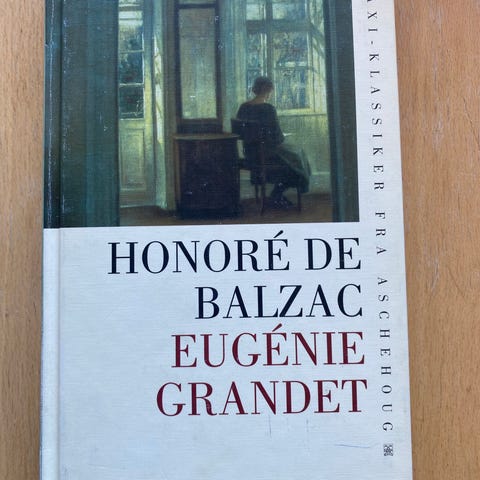 HONORÉ DE
BALZAC
EUGÉNIE
GRANDET
AXI-KLASSIKER FRA ASCHEHOUG